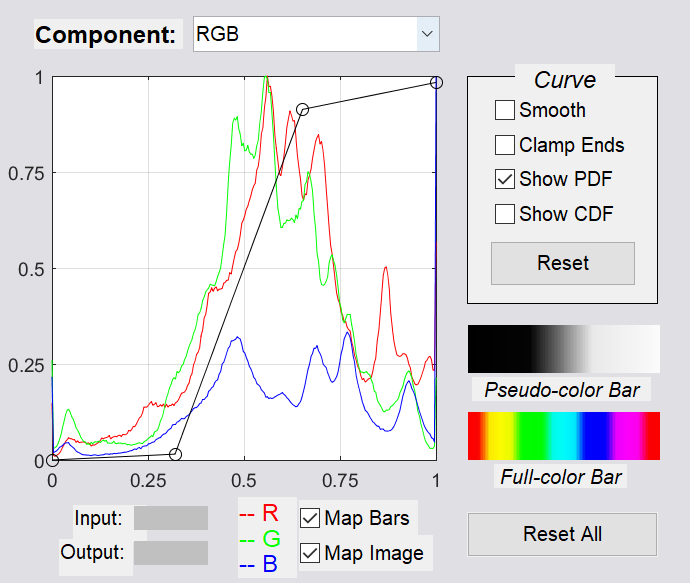 Component: RGB
1
0.75
0.5
0.25
0
0 0.25 0.5 0.75 1
Curve
Smooth
Clamp Ends
Show PDF
Show CDF
Reset
Pseudo-color Bar
Full-color Bar
Input:
Output:
-- R
-- G
-- B
Map Bars
Map Image
Reset All